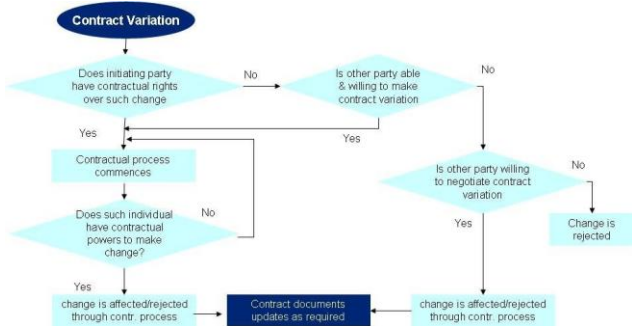 Contract Variation
Does initiating party
have contractual rights
over such change
No
Is other party able
& willing to make
contract variation
No
Yes
Yes
Contractual process
commences
Is other party willing
to negotiate contract
variation
No
Does such individual
have contractual
powers to make
change?
No
Yes
Change is
rejected
Yes
change is affected/rejected
through contr. process
Contract documents
updates as required
change is affected/rejected
through contr. process